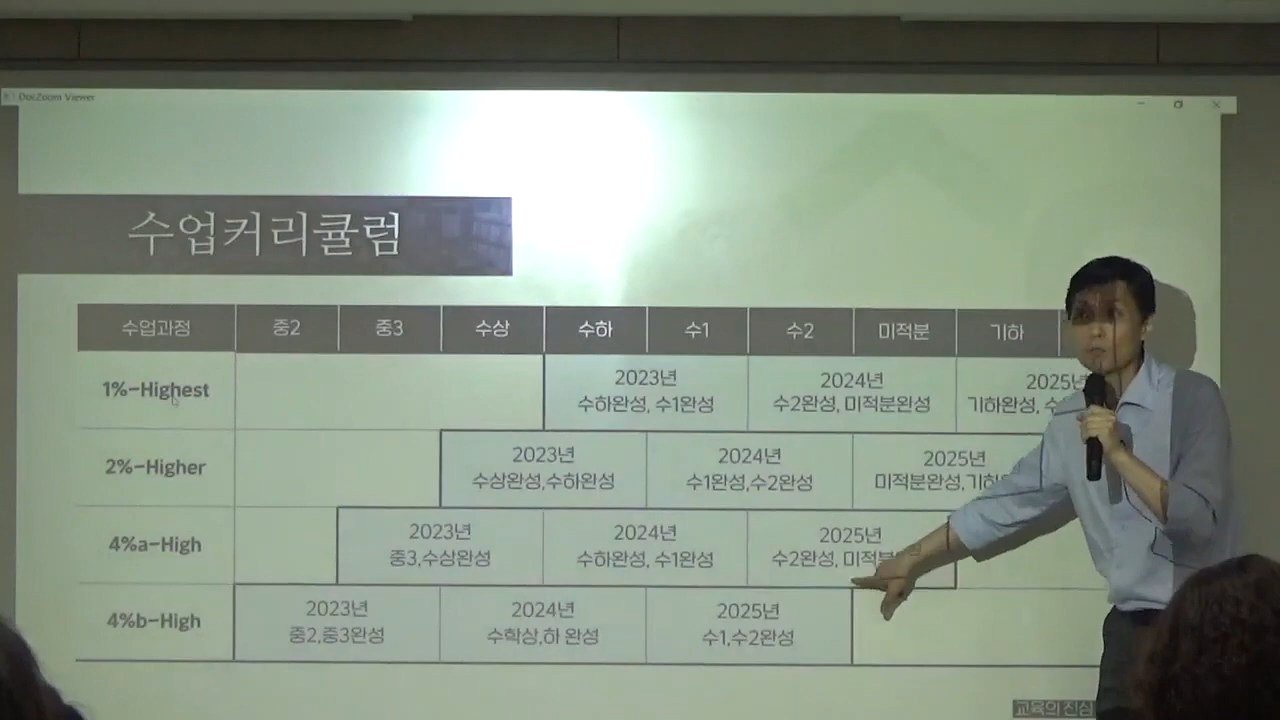 DocZoom Viewer
수업커리큘럼
수업과정 중2 중3 수상 수하 수1 수2 미적분 기하
1%-Highest
2023년
수하완성, 수1완성
2024년
수2완성, 미적분완성
2025년
기하완성,
2%-Higher
2023년
수상완성,수하완성
2024년
수1완성,수2완성
2025년
미적분완성,
4%a-High
2023년
중3,수상완성
2024년
수하완성, 수1완성
2025년
수2완성,
4%b-High
2023년
중2,중3완성
2024년
수학상,하 완성
2025년
수1,수2완성
교육의 진심